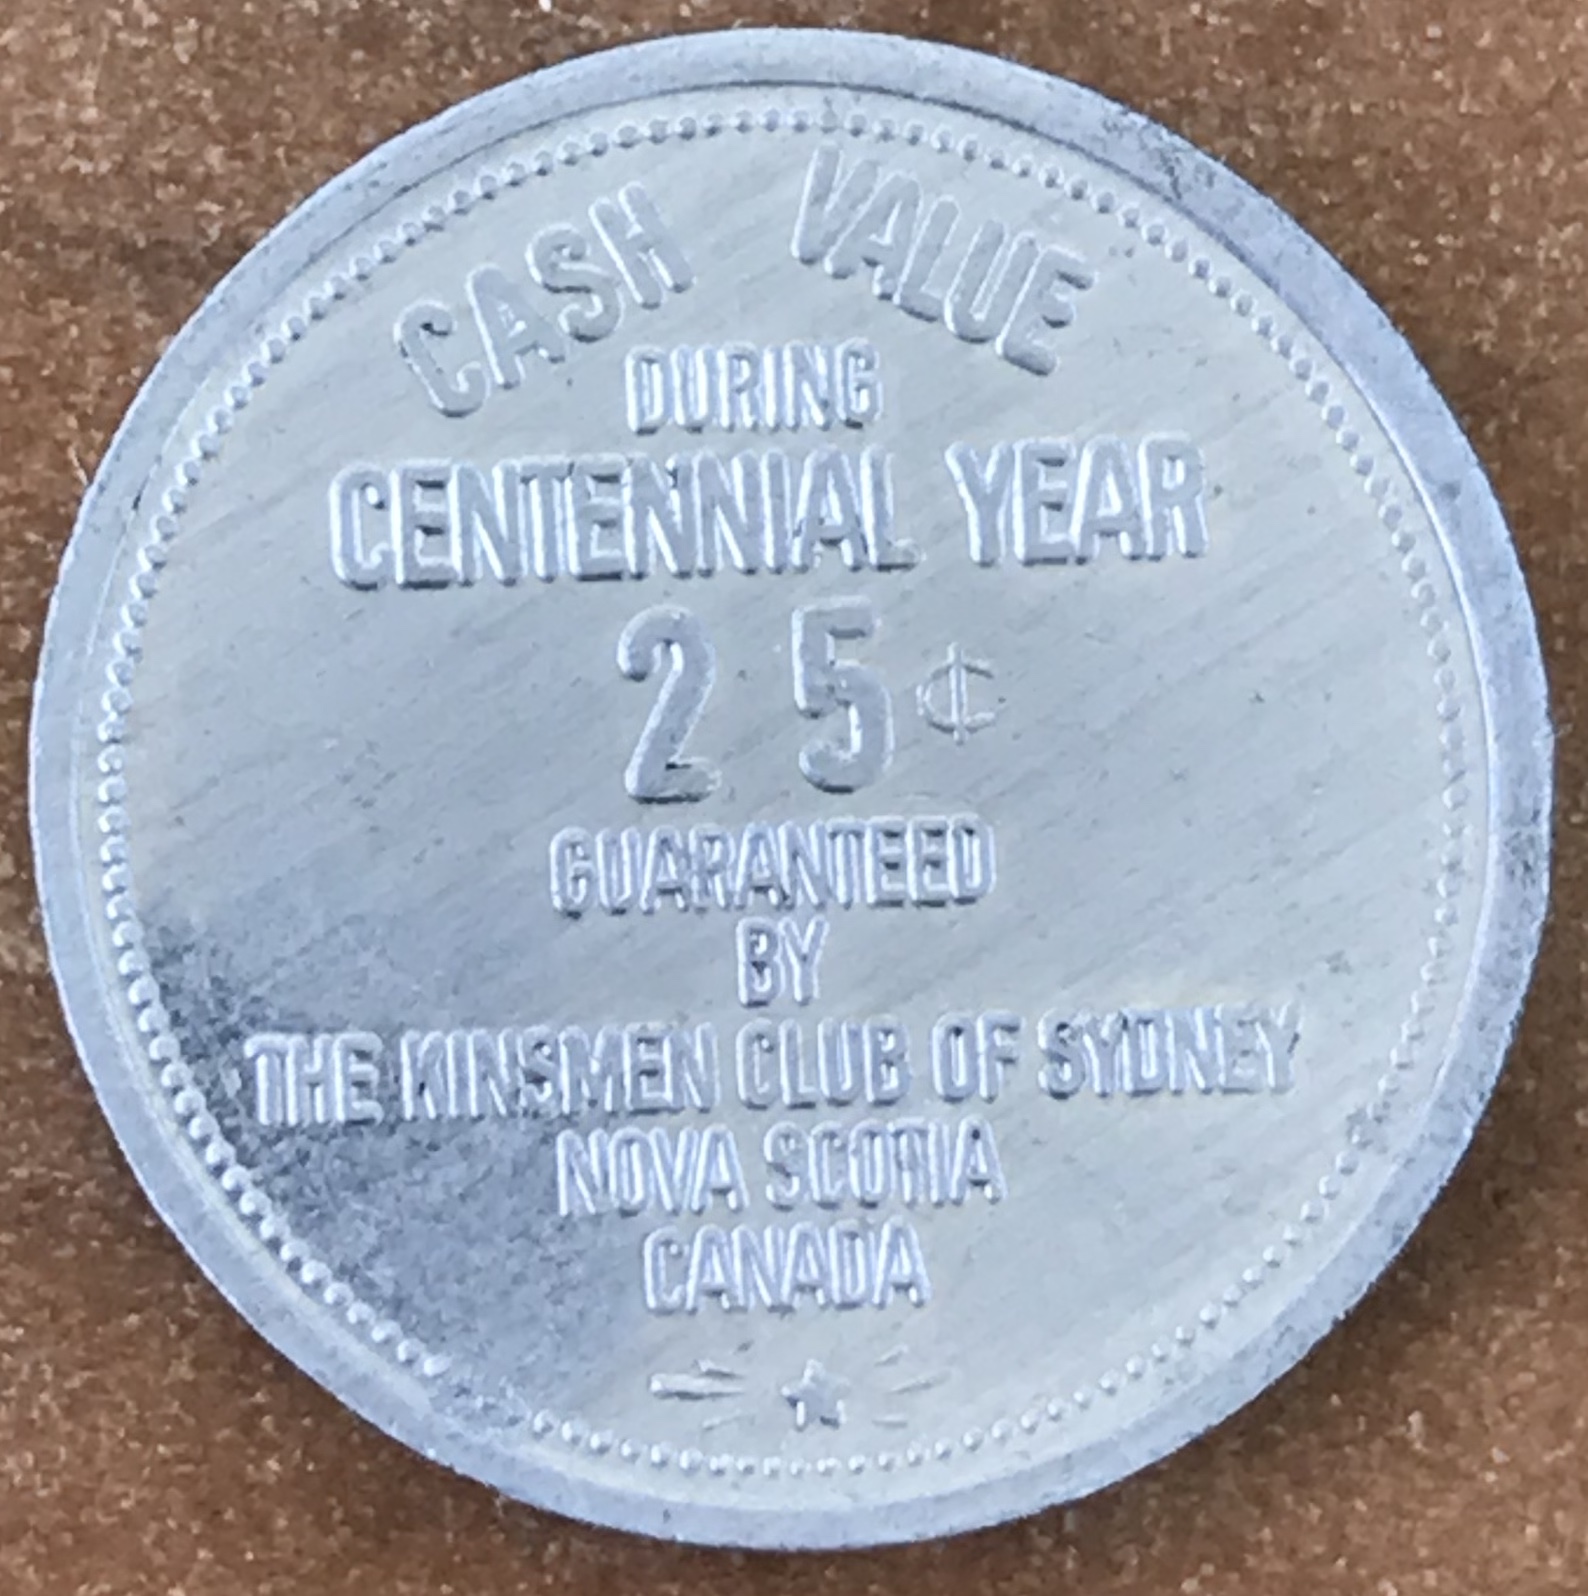 CASH VALUE
DURING
CENTENNIAL YEAR
25¢
GUARANTEED
BY
THE KINSMEN CLUB OF SYDNEY
NOVA SCOTIA
CANADA